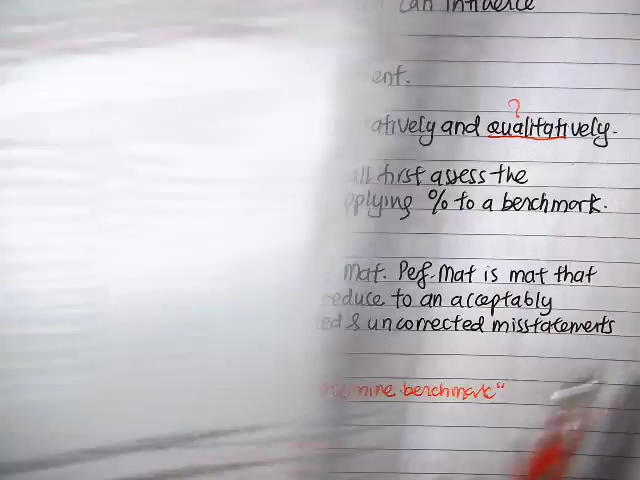 can influence
ent.
atively and qualitatively.
?
all first assess the
pplying % to a benchmark.
Mat. Pef. Mat is mat that
reduce to an acceptably
ed & uncorrected misstatements
mine benchmark"